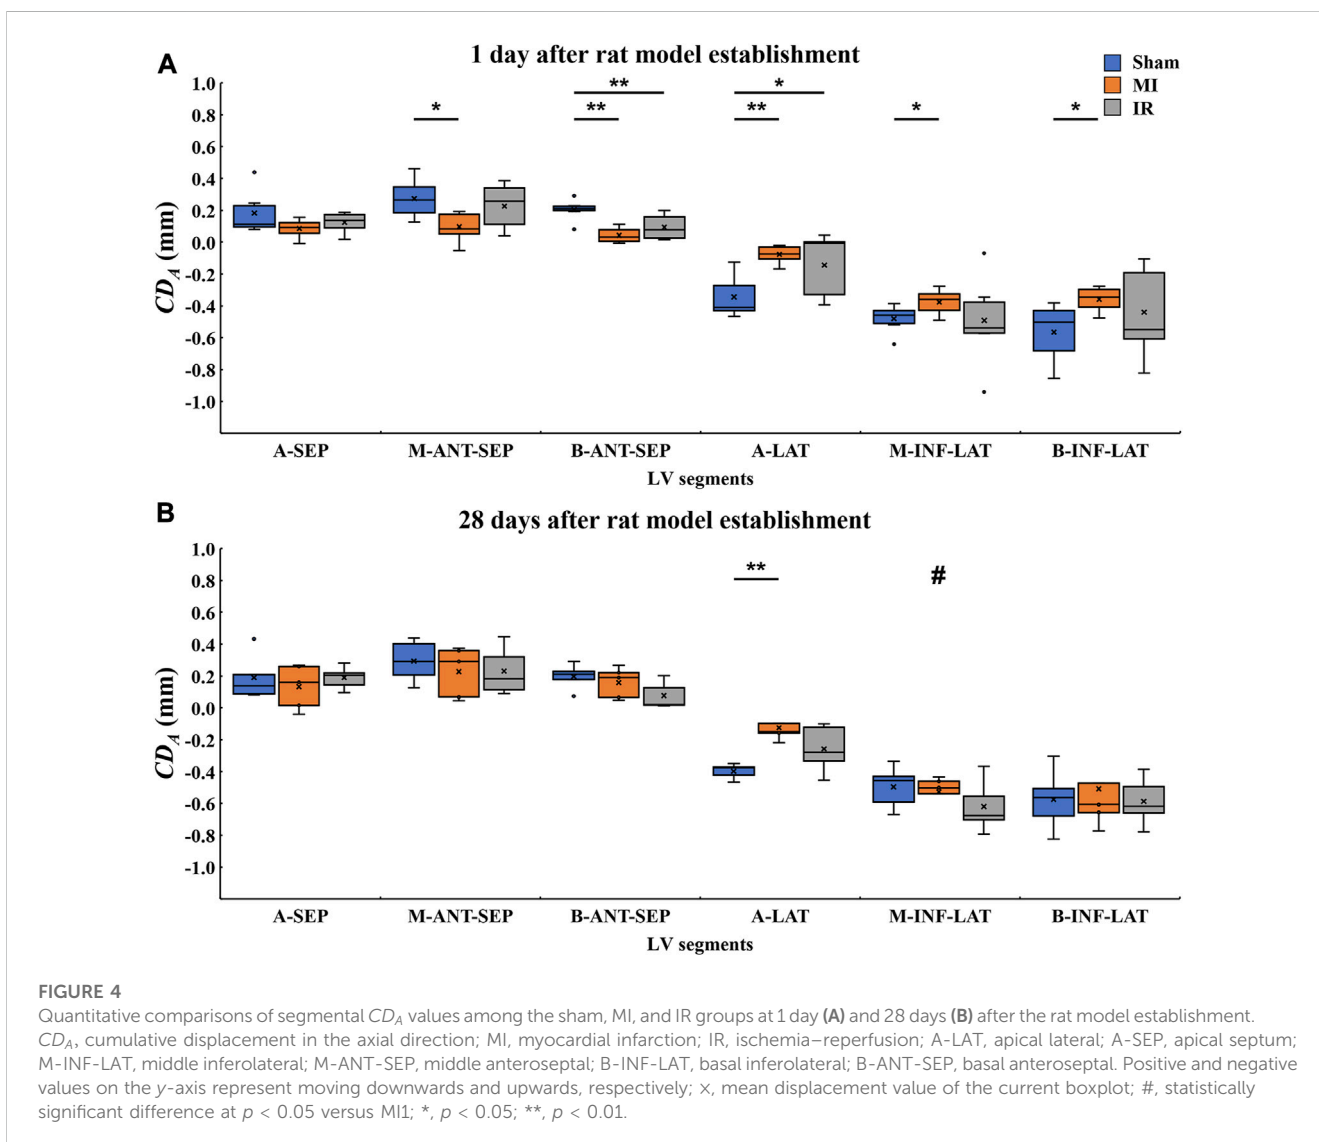 A
1 day after rat model establishment
Sham
MI
IR
1.0
0.8
0.6
0.4
0.2
0.0
-0.2
-0.4
-0.6
-0.8
-1.0
CD_A (mm)
* ** ** ** * * *
A-SEP M-ANT-SEP B-ANT-SEP A-LAT M-INF-LAT B-INF-LAT
LV segments
B
28 days after rat model establishment
1.0
0.8
0.6
0.4
0.2
0.0
-0.2
-0.4
-0.6
-0.8
-1.0
CD_A (mm)
** #
A-SEP M-ANT-SEP B-ANT-SEP A-LAT M-INF-LAT B-INF-LAT
LV segments
FIGURE 4
Quantitative comparisons of segmental CD_A values among the sham, MI, and IR groups at 1 day (A) and 28 days (B) after the rat model establishment.
CD_A, cumulative displacement in the axial direction; MI, myocardial infarction; IR, ischemia–reperfusion; A-LAT, apical lateral; A-SEP, apical septum;
M-INF-LAT, middle inferolateral; M-ANT-SEP, middle anteroseptal; B-INF-LAT, basal inferolateral; B-ANT-SEP, basal anteroseptal. Positive and negative
values on the y-axis represent moving downwards and upwards, respectively; ×, mean displacement value of the current boxplot; #, statistically
significant difference at p < 0.05 versus MI1; *, p < 0.05; **, p < 0.01.